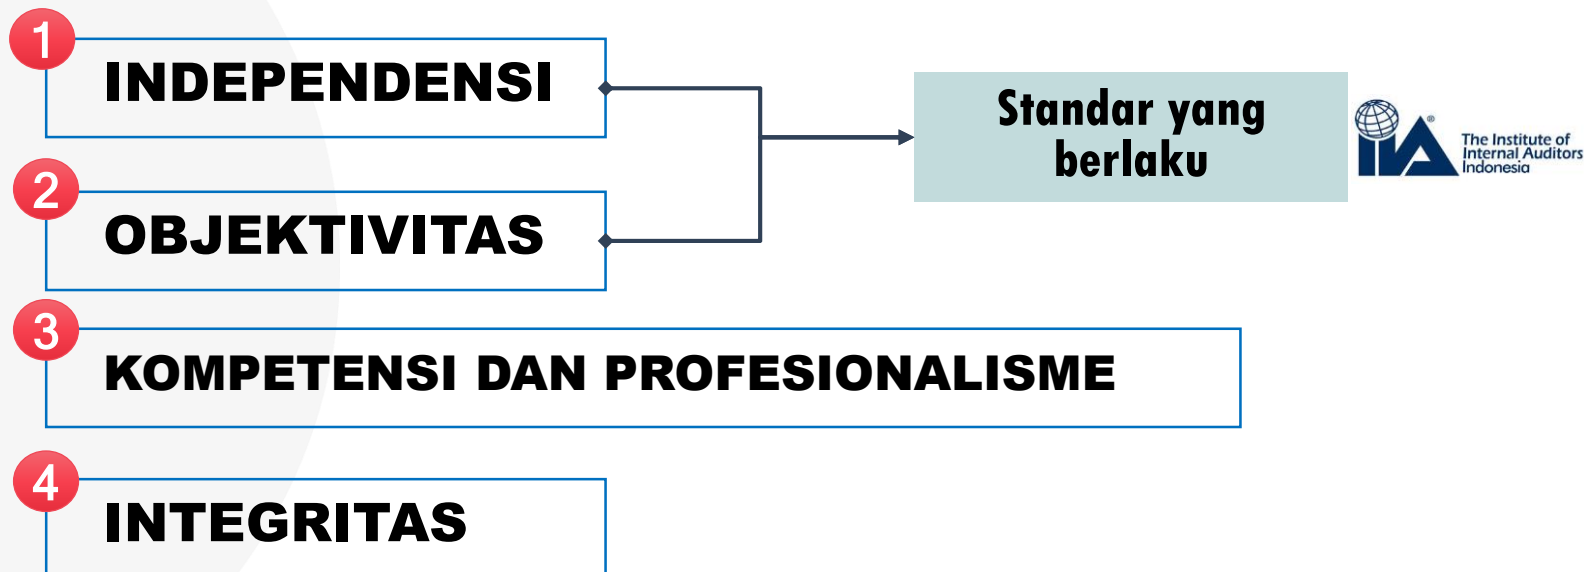 1
INDEPENDENSI
Standar yang
berlaku
IIA
®
The Institute of
Internal Auditors
Indonesia
2
OBJEKTIVITAS
3
KOMPETENSI DAN PROFESIONALISME
4
INTEGRITAS